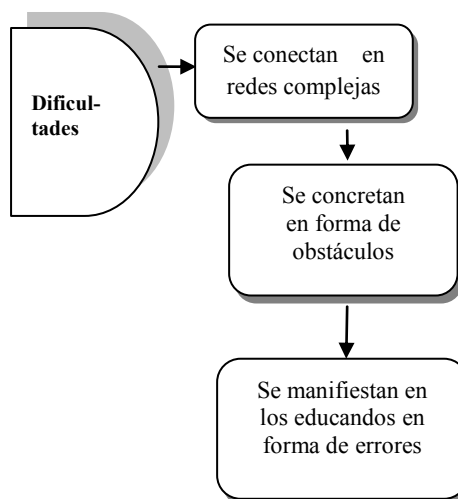 Dificul-
tades
Se conectan en
redes complejas
Se concretan
en forma de
obstáculos
Se manifiestan en
los educandos en
forma de errores